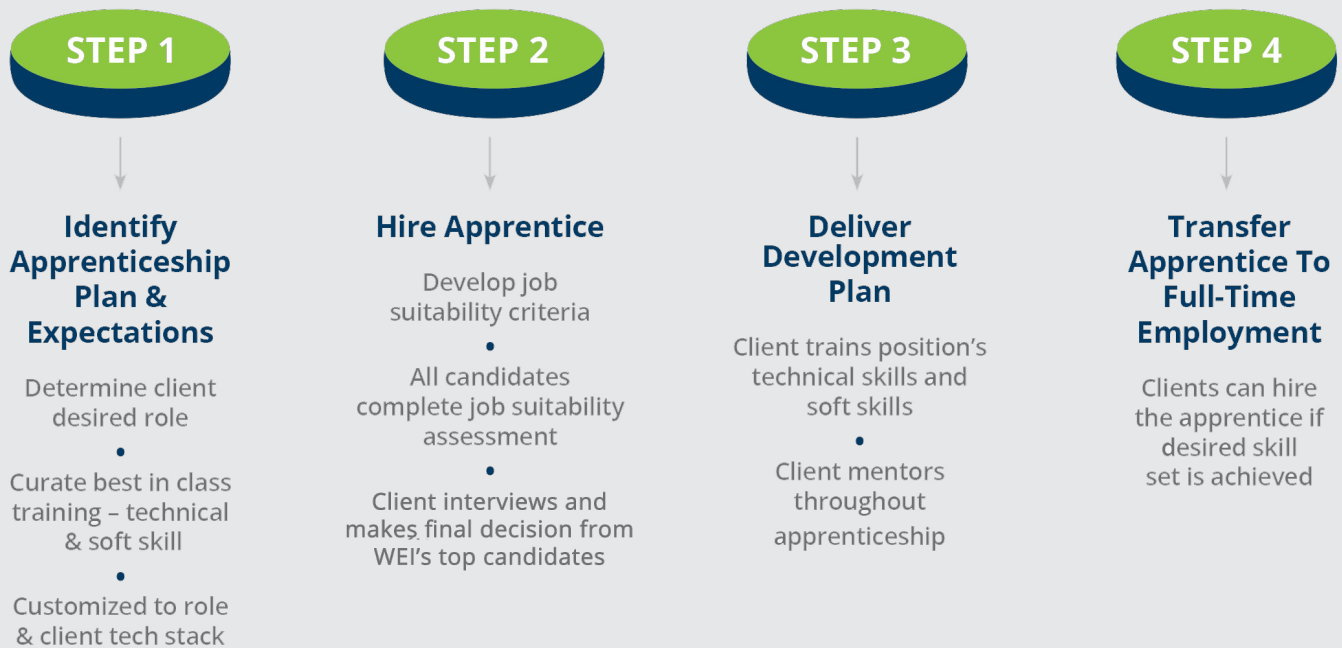 STEP 1
Identify
Apprenticeship
Plan &
Expectations
Determine client
desired role
•
Curate best in class
training – technical
& soft skill
•
Customized to role
& client tech stack
STEP 2
Hire Apprentice
Develop job
suitability criteria
•
All candidates
complete job suitability
assessment
•
Client interviews and
makes final decision from
WEI's top candidates
STEP 3
Deliver
Development
Plan
Client trains position's
technical skills and
soft skills
•
Client mentors
throughout
apprenticeship
STEP 4
Transfer
Apprentice To
Full-Time
Employment
Clients can hire
the apprentice if
desired skill
set is achieved